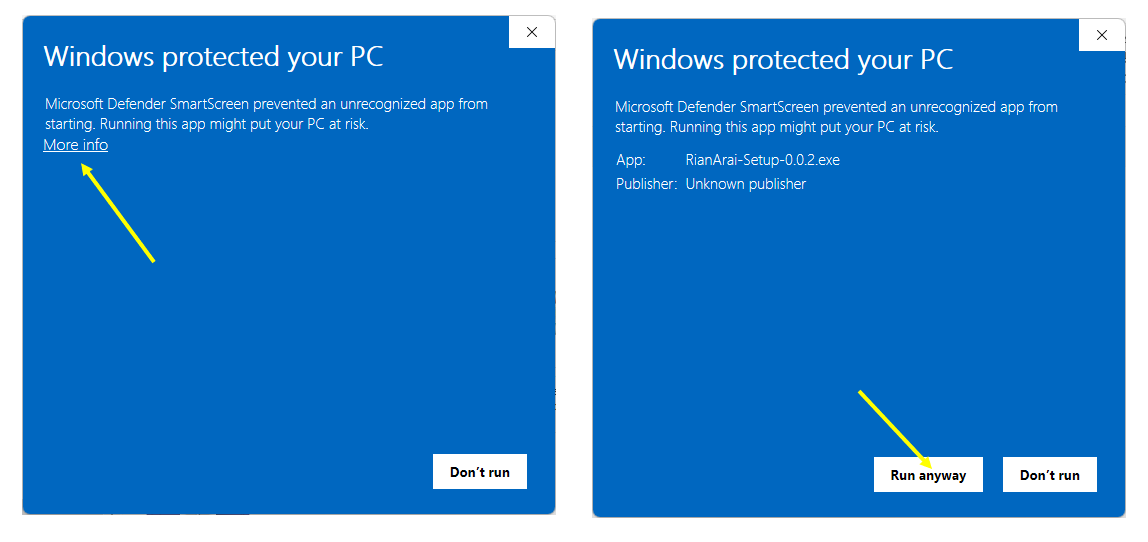 Windows protected your PC
Microsoft Defender SmartScreen prevented an unrecognized app from
starting. Running this app might put your PC at risk.
More info
Don't run
Windows protected your PC
Microsoft Defender SmartScreen prevented an unrecognized app from
starting. Running this app might put your PC at risk.
App: RianArai-Setup-0.0.2.exe
Publisher: Unknown publisher
Run anyway Don't run